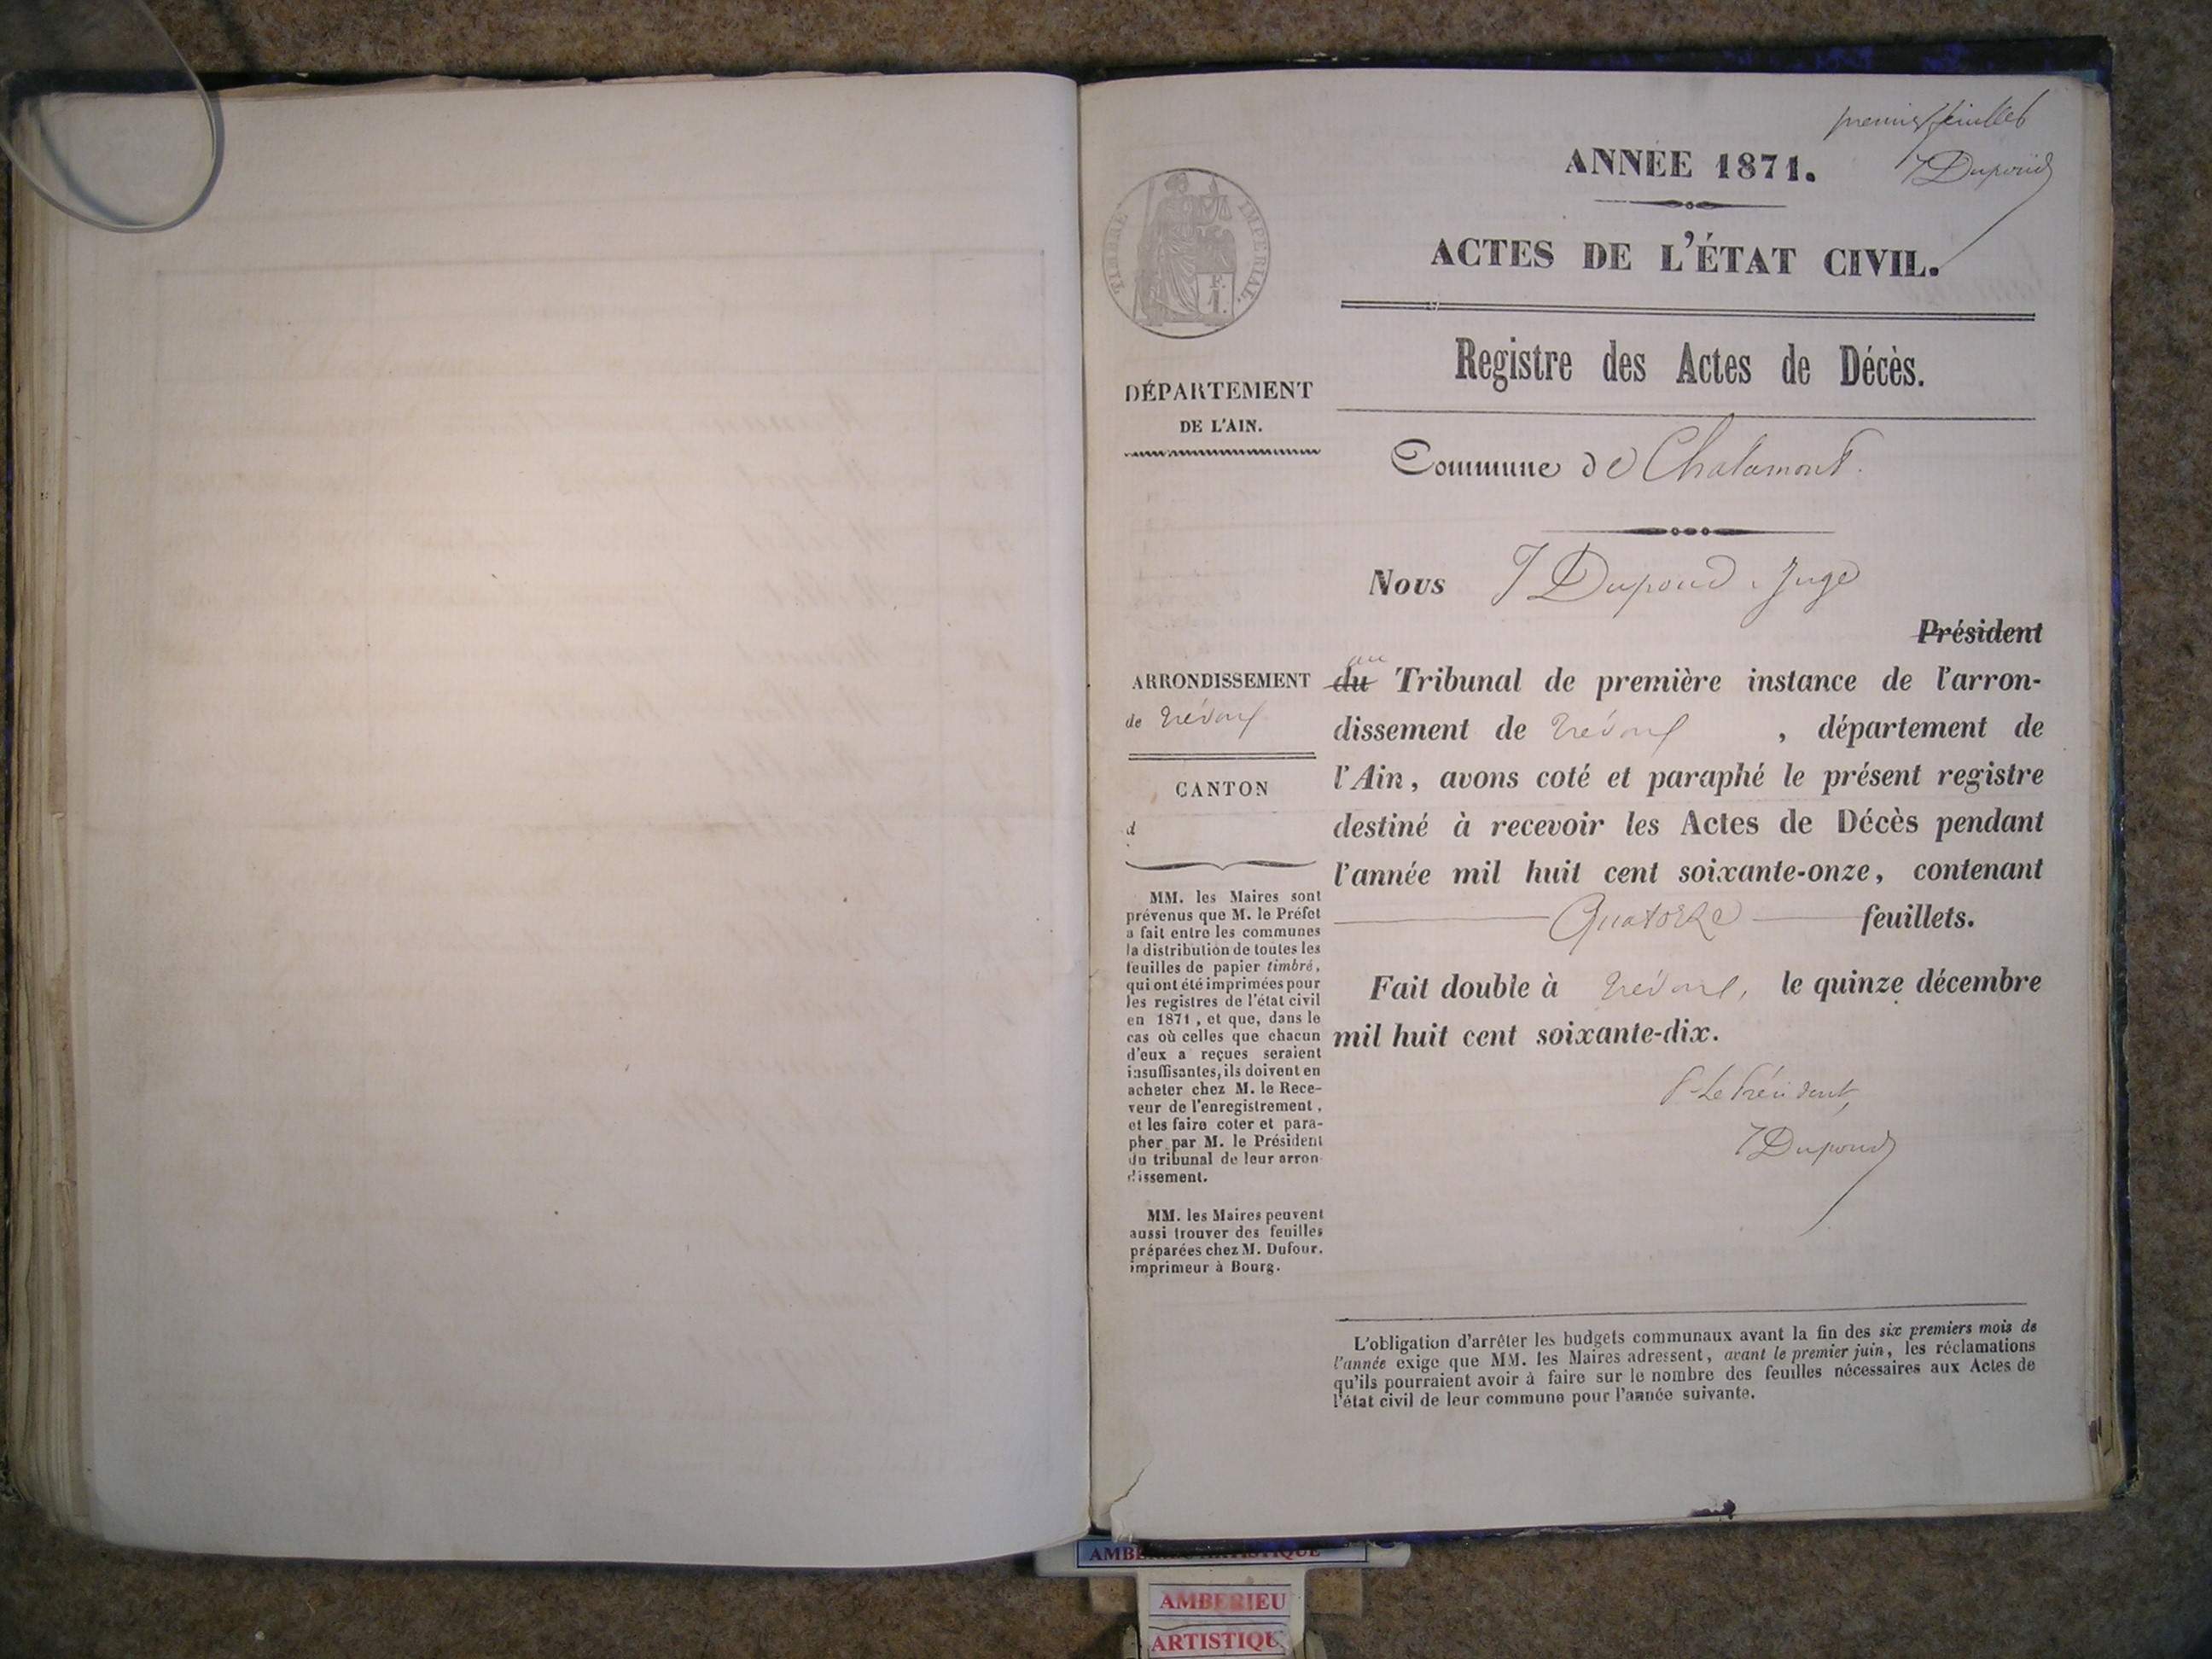 premier feuillet
ANNÉE 1871.
J Dupond
ACTES DE L'ÉTAT CIVIL.
TIMBRE IMPERIAL.
Registre des Actes de Décès.
DÉPARTEMENT
DE L'AIN.
Commune de Chalamont.
Nous J Dupond, Juge
Président
au
ARRONDISSEMENT
de Trévoux
CANTON
d
MM. les Maires sont
prévenus que M. le Préfet
a fait entre les communes
la distribution de toutes les
feuilles de papier timbré,
qui ont été imprimées pour
les registres de l'état civil
en 1871, et que, dans le
cas où celles que chacun
d'eux a reçues seraient
insuffisantes, ils doivent en
acheter chez M. le Rece-
veur de l'enregistrement,
et les faire coter et para-
pher par M. le Président
du tribunal de leur arron-
dissement.
MM. les Maires peuvent
aussi trouver des feuilles
préparées chez M. Dufour,
imprimeur à Bourg.
du Tribunal de première instance de l'arron-
dissement de Trévoux, département de
l'Ain, avons coté et paraphé le présent registre
destiné à recevoir les Actes de Décès pendant
l'année mil huit cent soixante-onze, contenant
Quatorze feuillets.
Fait double à Trévoux, le quinze décembre
mil huit cent soixante-dix.
P. Le Président,
J Dupond
L'obligation d'arrêter les budgets communaux avant la fin des six premiers mois de
l'année exige que MM. les Maires adressent, avant le premier juin, les réclamations
qu'ils pourraient avoir à faire sur le nombre des feuilles nécessaires aux Actes de
l'état civil de leur commune pour l'année suivante.
AMBERIEU
ARTISTIQU